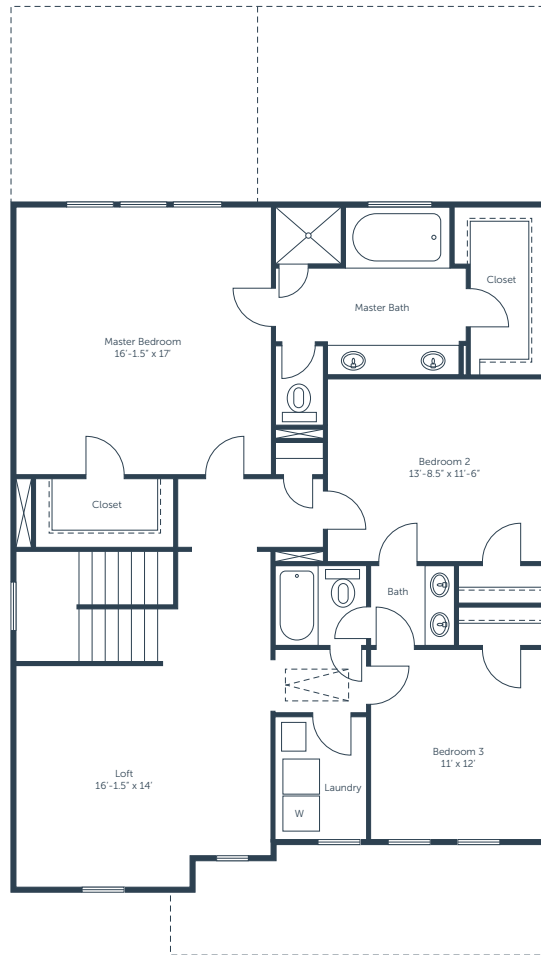 Closet
Master Bath
Master Bedroom
16'-1.5" x 17'
Bedroom 2
13'-8.5" x 11'-6"
Closet
Bath
Bedroom 3
11' x 12'
Loft
16'-1.5" x 14'
Laundry
W